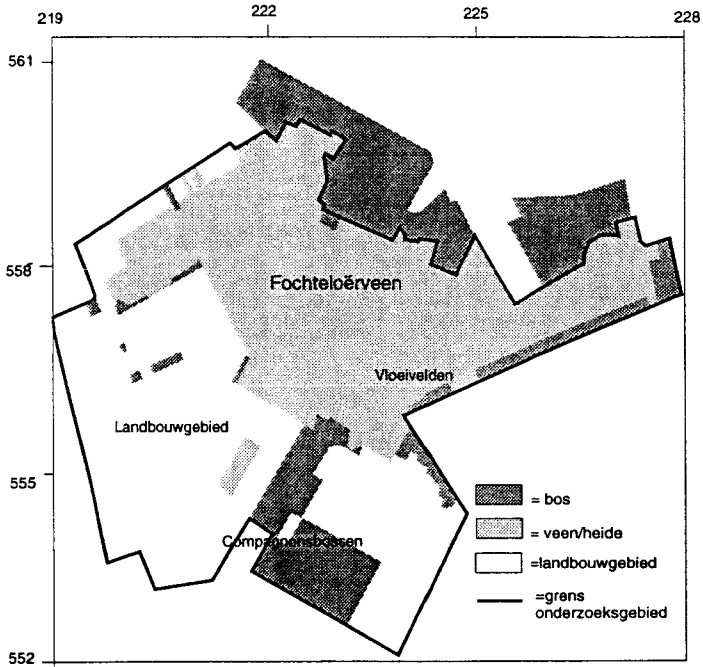 219 222 225 228
561
558
555
552
Fochteloërveen
Vloeivelden
Landbouwgebied
Compagnonsbossen
= bos
= veen/heide
=landbouwgebied
=grens
onderzoeksgebied